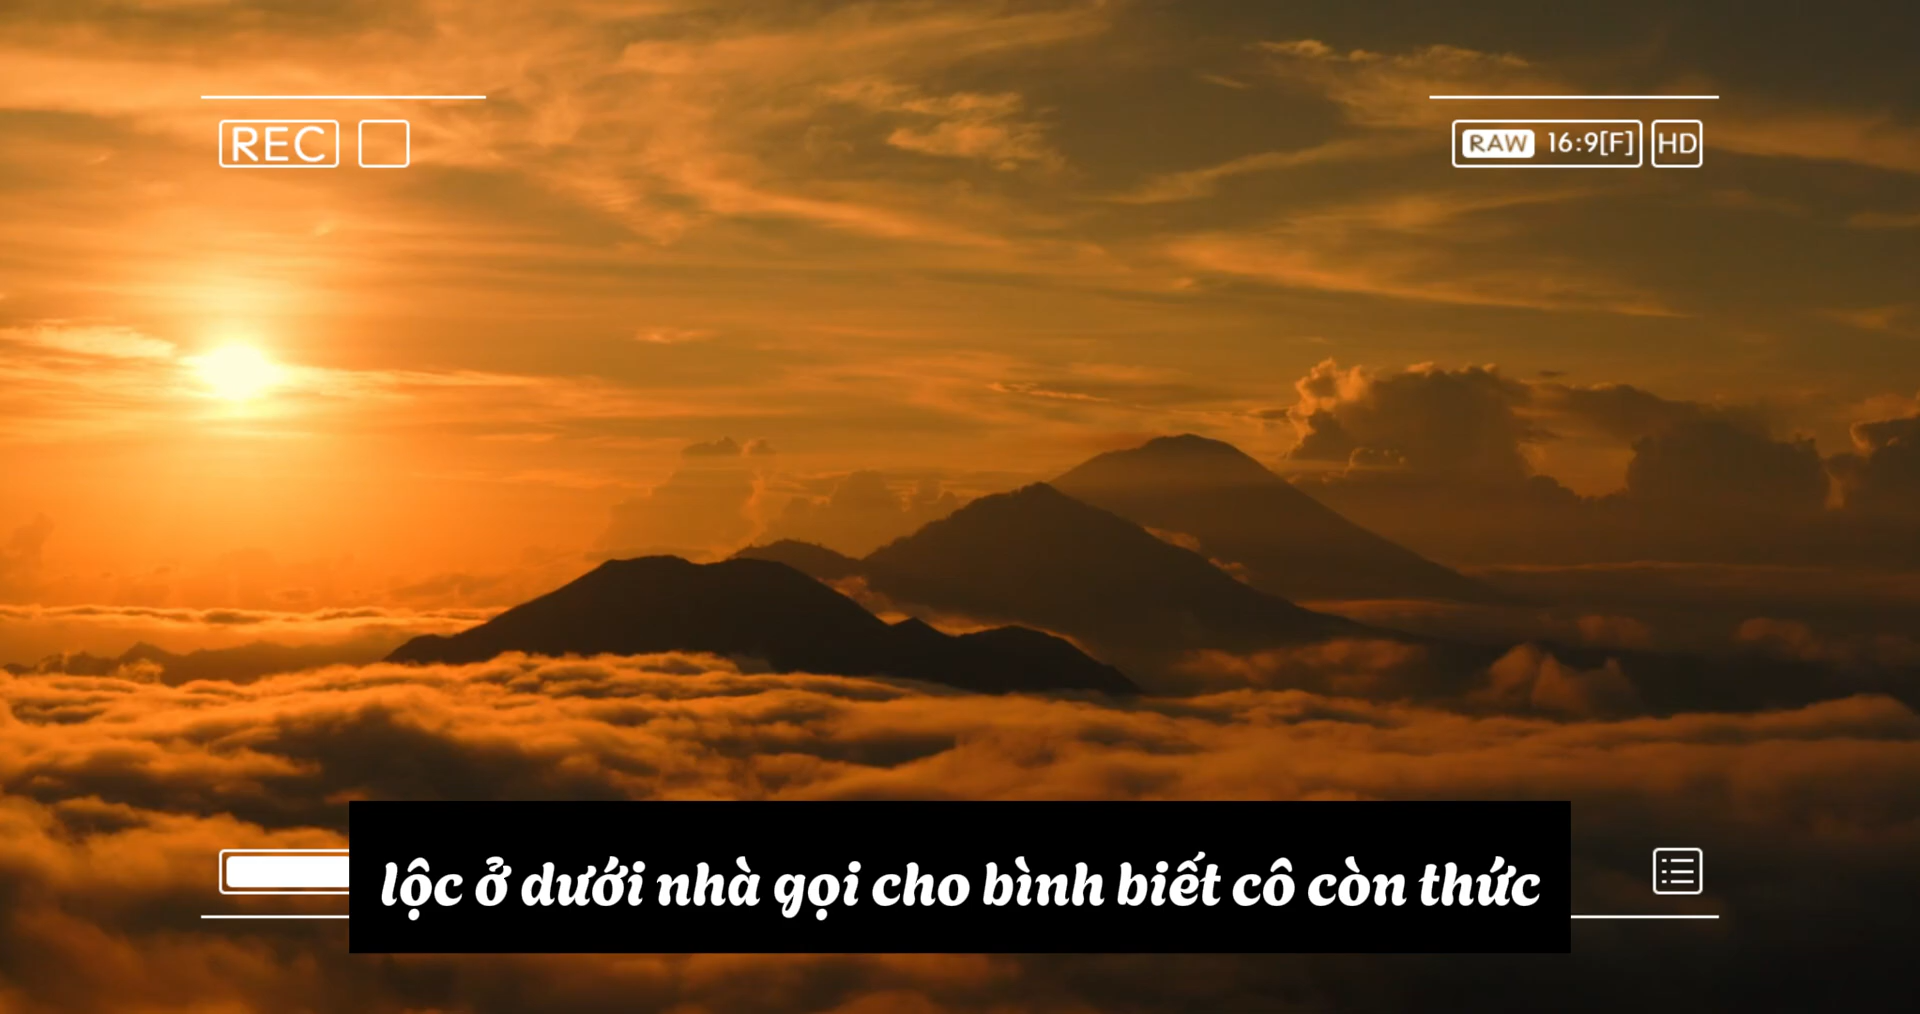 REC
RAW 16:9[F] HD
lộc ở dưới nhà gọi cho bình biết cô còn thức